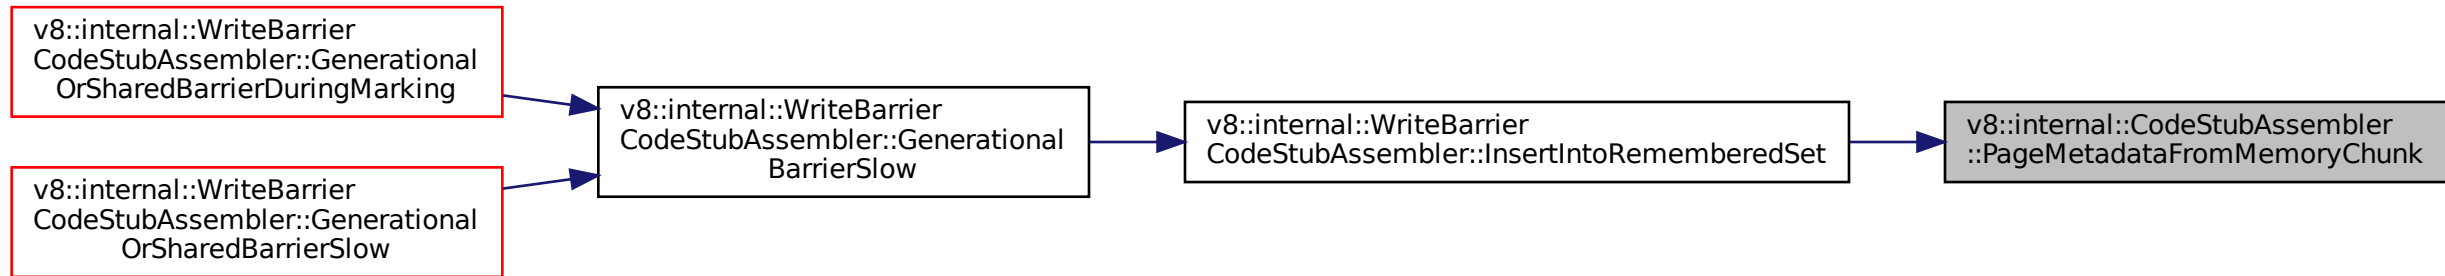 v8::internal::WriteBarrier
CodeStubAssembler::Generational
OrSharedBarrierDuringMarking
v8::internal::WriteBarrier
CodeStubAssembler::Generational
OrSharedBarrierSlow
v8::internal::WriteBarrier
CodeStubAssembler::Generational
BarrierSlow
v8::internal::WriteBarrier
CodeStubAssembler::InsertIntoRememberedSet
v8::internal::CodeStubAssembler
::PageMetadataFromMemoryChunk